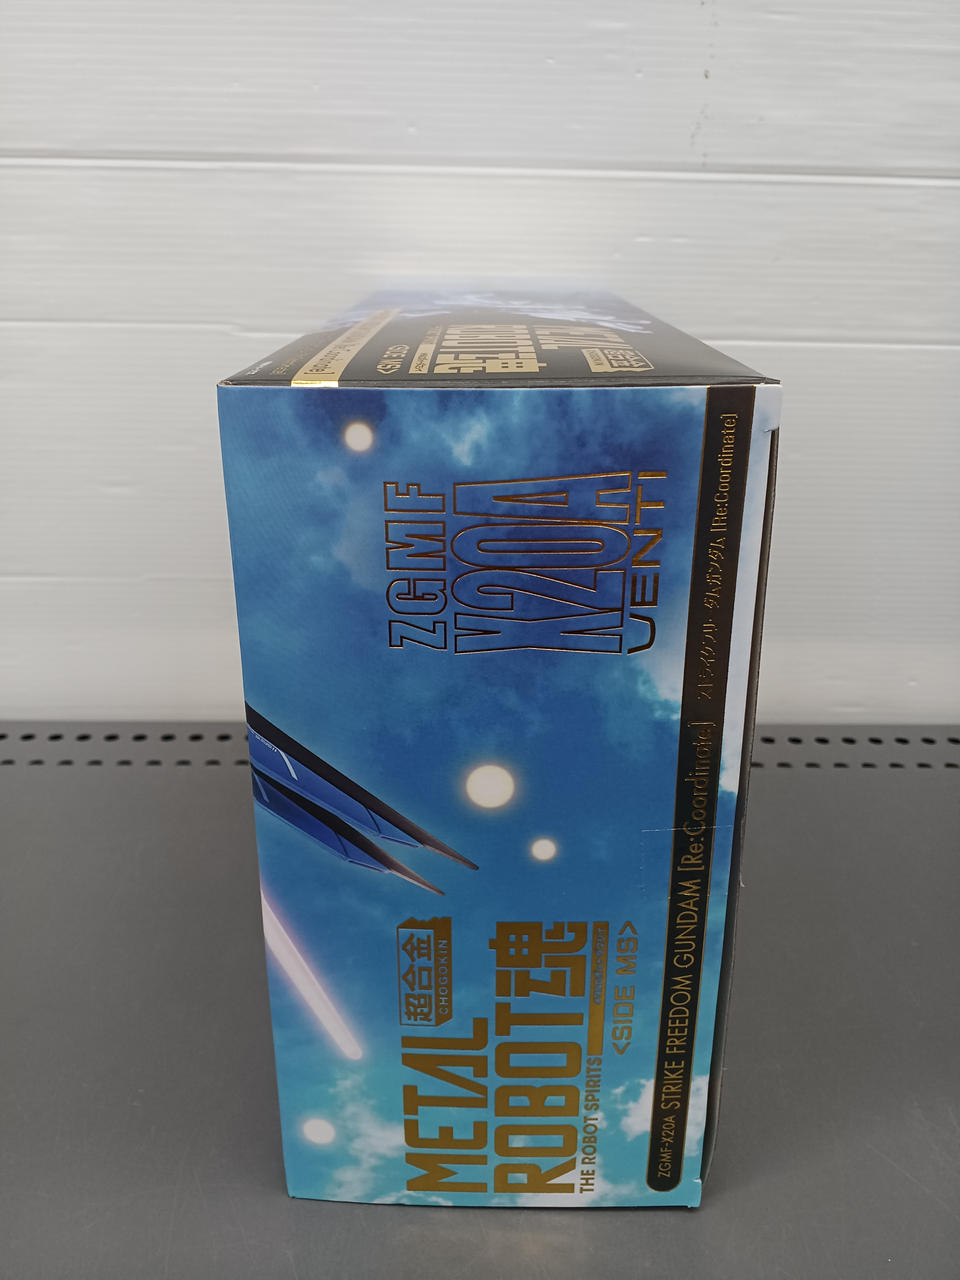 ZGMF
X20A
VENTI
超合金
CHOGOKIN
METAL
ROBOT魂
THE ROBOT SPIRITS
<SIDE MS>
ZGMF-X20A STRIKE FREEDOM GUNDAM [Re:Coordinate] ストライクフリーダムガンダム [Re:Coordinate]
<SIDE MS>